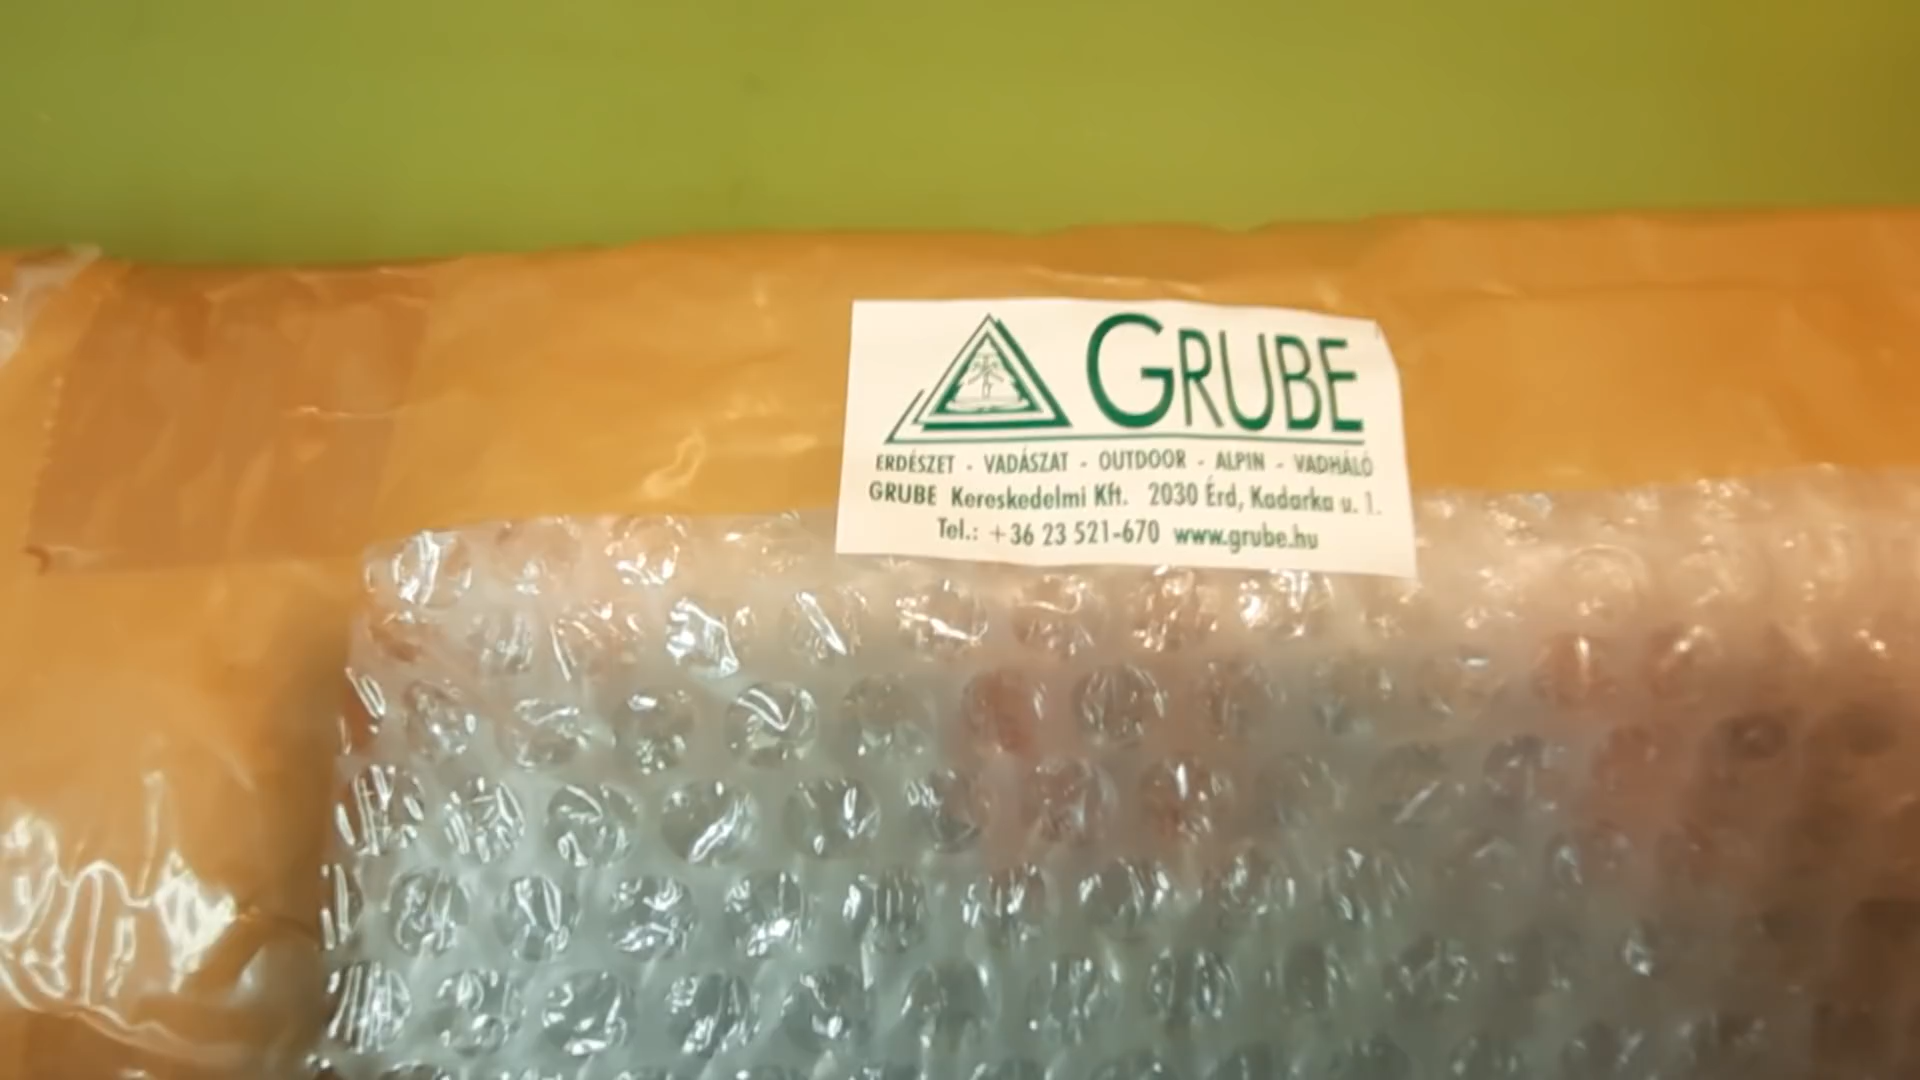 GRUBE
ERDÉSZET - VADÁSZAT - OUTDOOR - ALPIN - VADHÁLÓ
GRUBE Kereskedelmi Kft. 2030 Érd, Kadarka u. 1.
Tel.: +36 23 521-670 www.grube.hu